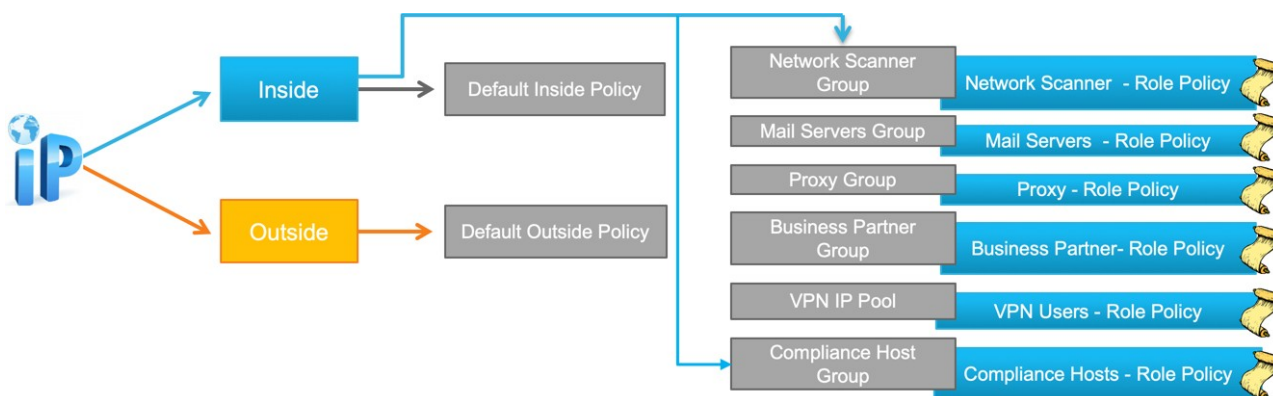 iP
Inside
Default Inside Policy
Outside
Default Outside Policy
Network Scanner
Group
Network Scanner  - Role Policy
Mail Servers Group
Mail Servers  - Role Policy
Proxy Group
Proxy - Role Policy
Business Partner
Group
Business Partner- Role Policy
VPN IP Pool
VPN Users - Role Policy
Compliance Host
Group
Compliance Hosts - Role Policy